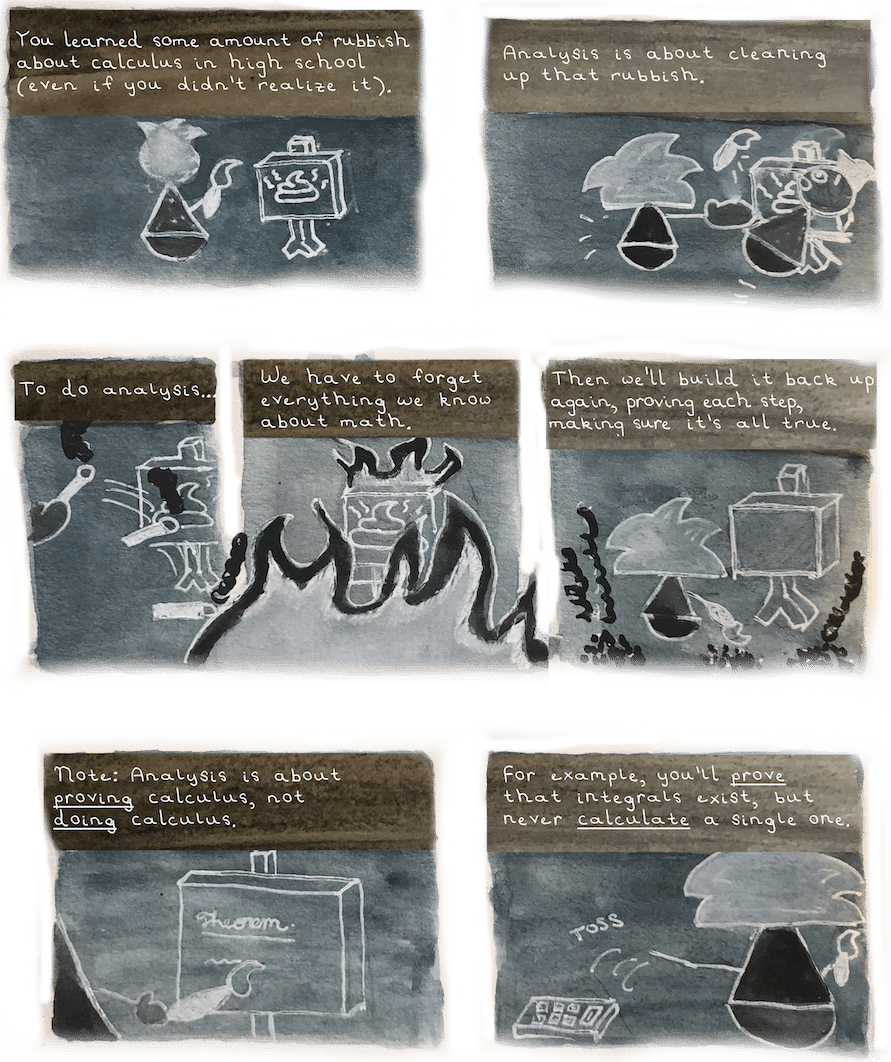 You learned some amount of rubbish
about calculus in high school
(even if you didn't realize it).
Analysis is about cleaning
up that rubbish.
To do analysis...
We have to forget
everything we know
about math.
Then we'll build it back up
again, proving each step,
making sure it's all true.
Note: Analysis is about
proving calculus, not
doing calculus.
Theorem.
For example, you'll prove
that integrals exist, but
never calculate a single one.
TOSS